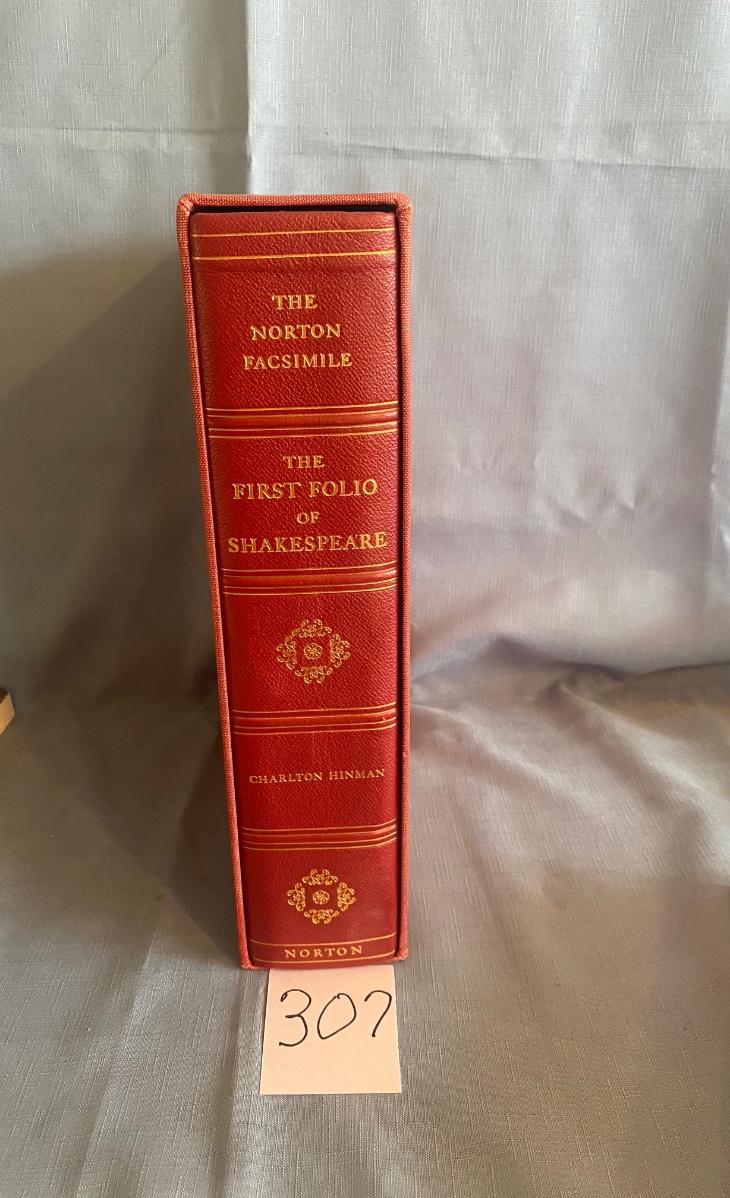 THE
NORTON
FACSIMILE
THE
FIRST FOLIO
OF
SHAKESPEARE
CHARLTON HINMAN
NORTON
307